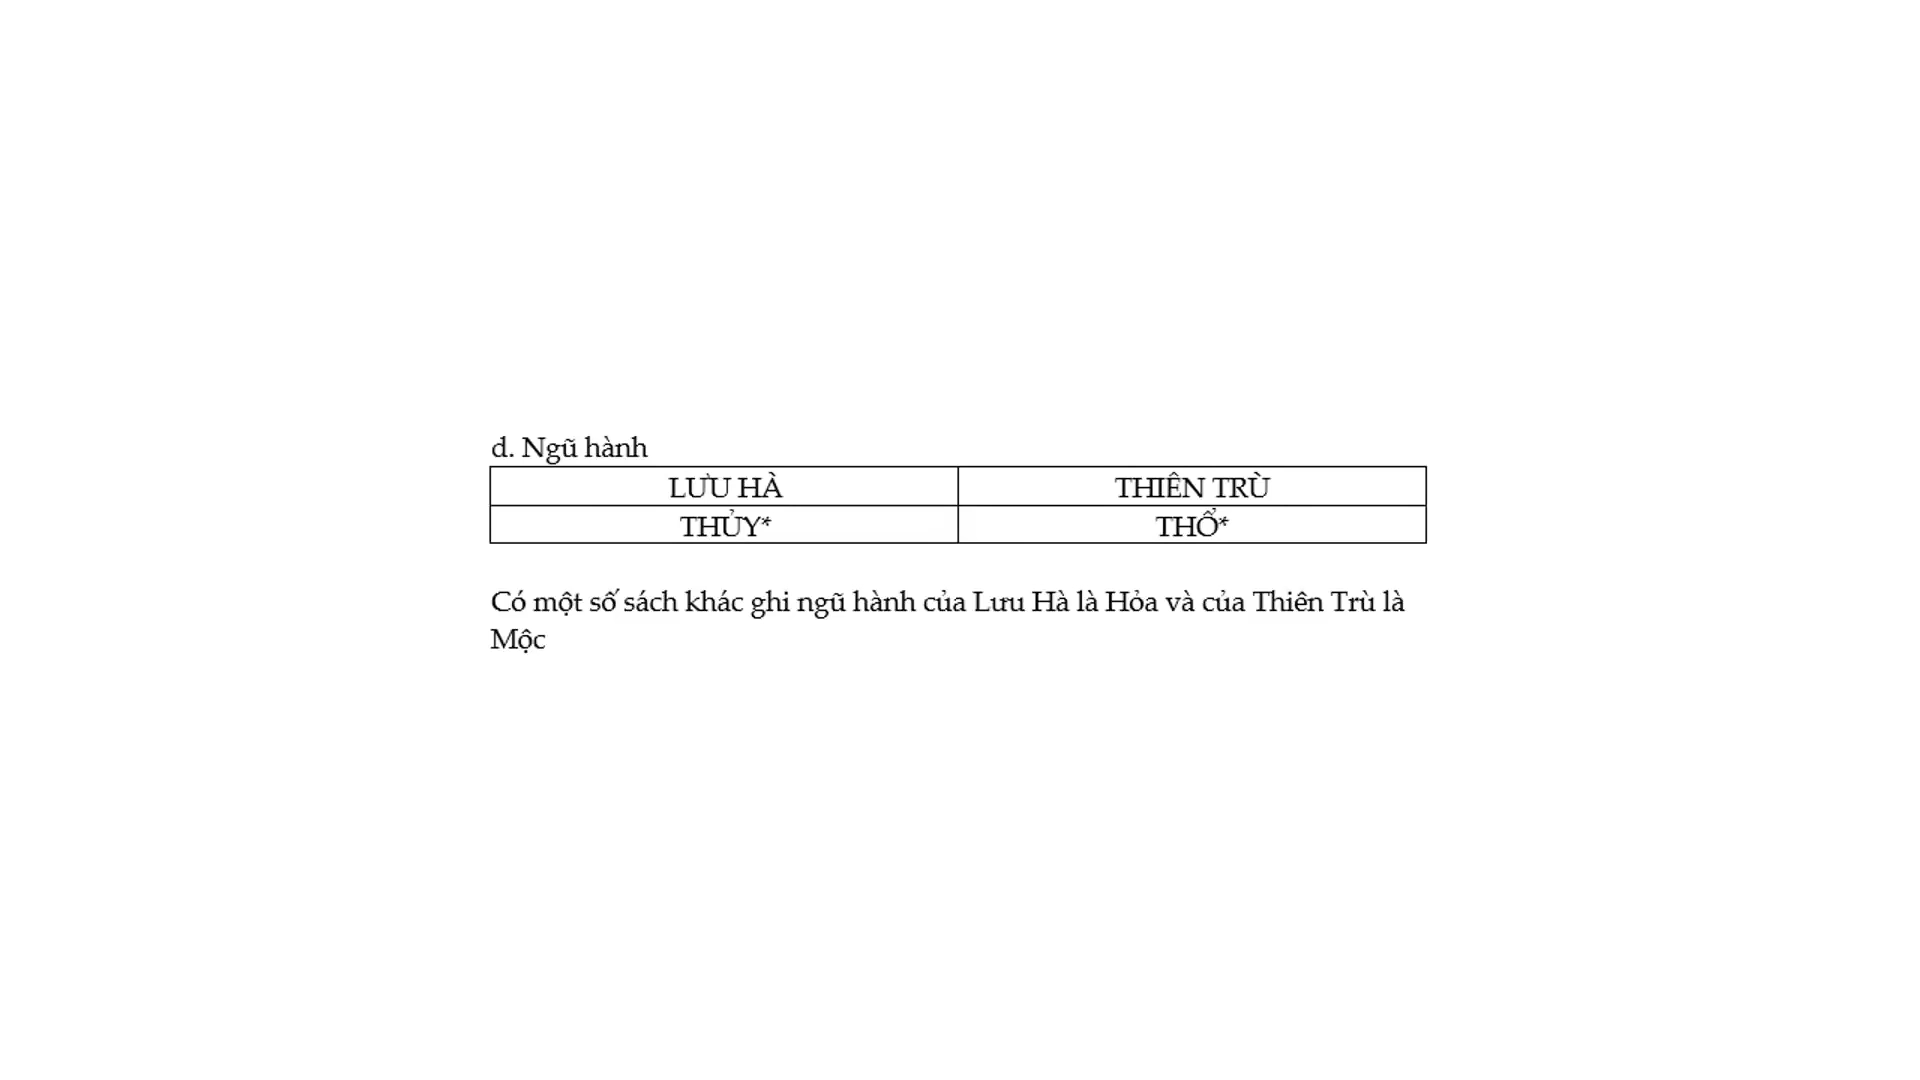 d. Ngũ hành
LƯU HÀ THIÊN TRÙ
THỦY* THỔ*
Có một số sách khác ghi ngũ hành của Lưu Hà là Hỏa và của Thiên Trù là
Mộc